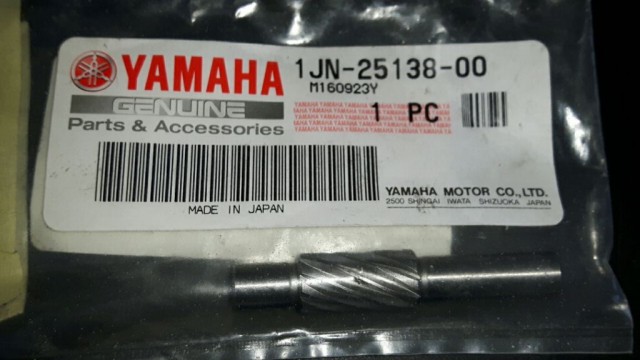 YAMAHA
GENUINE
Parts & Accessories
1JN-25138-00
M160923Y
1 PC
MADE IN JAPAN
YAMAHA MOTOR CO.,LTD.
2500 SHINGAI IWATA SHIZUOKA JAPAN